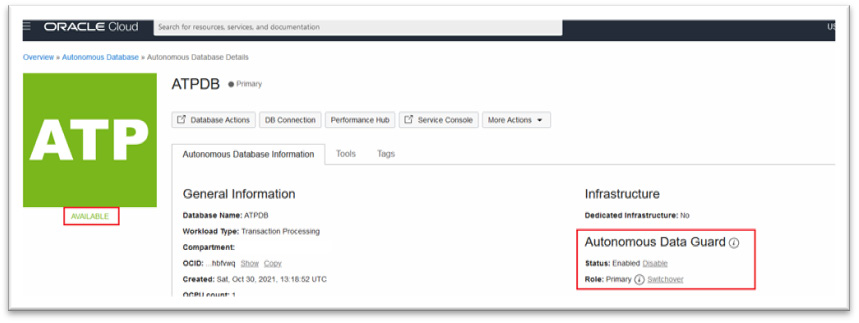 ORACLE Cloud
Search for resources, services, and documentation
US
Overview » Autonomous Database » Autonomous Database Details
ATP
AVAILABLE
ATPDB Primary
Database Actions DB Connection Performance Hub Service Console More Actions
Autonomous Database Information Tools Tags
General Information
Database Name: ATPDB
Workload Type: Transaction Processing
Compartment:
OCID: ...hbfvwq Show Copy
Created: Sat, Oct 30, 2021, 13:18:52 UTC
OCPU count: 1
Infrastructure
Dedicated Infrastructure: No
Autonomous Data Guard
Status: Enabled Disable
Role: Primary Switchover